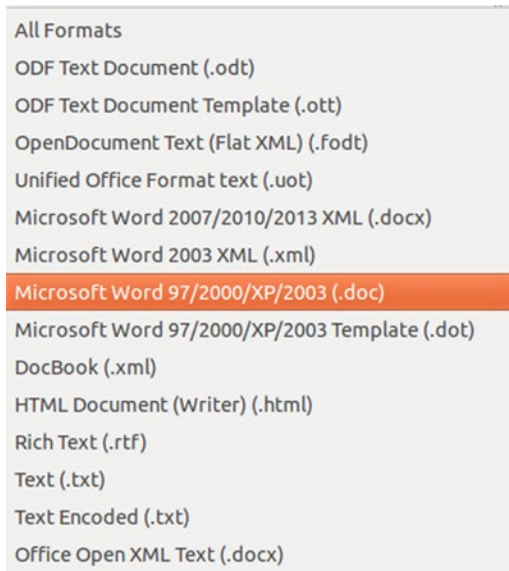 All Formats
ODF Text Document (.odt)
ODF Text Document Template (.ott)
OpenDocument Text (Flat XML) (.fodt)
Unified Office Format text (.uot)
Microsoft Word 2007/2010/2013 XML (.docx)
Microsoft Word 2003 XML (.xml)
Microsoft Word 97/2000/XP/2003 (.doc)
Microsoft Word 97/2000/XP/2003 Template (.dot)
DocBook (.xml)
HTML Document (Writer) (.html)
Rich Text (.rtf)
Text (.txt)
Text Encoded (.txt)
Office Open XML Text (.docx)